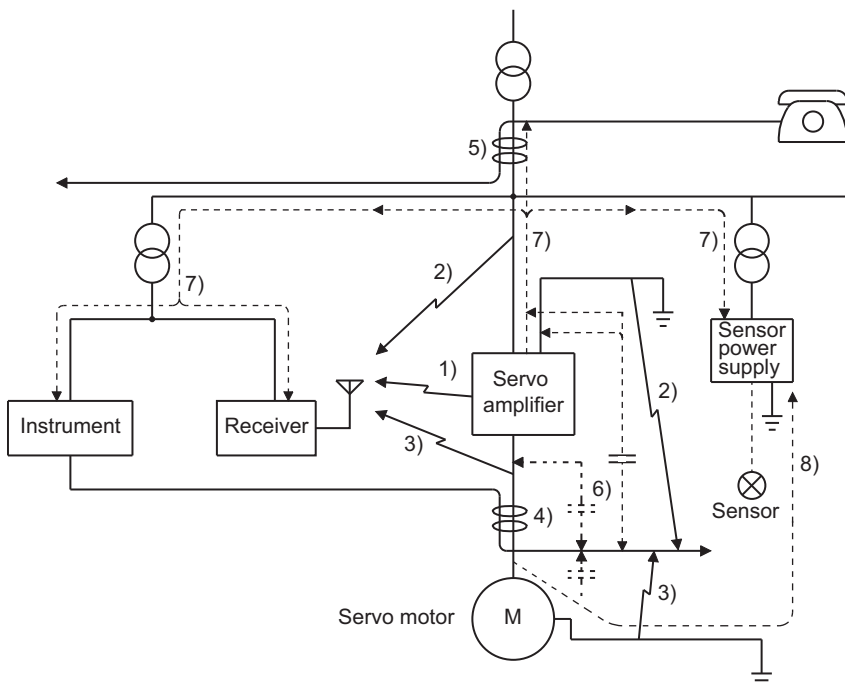 5)
7)
7)
2)
7)
Sensor
power
supply
1)
Servo
amplifier
2)
Instrument
Receiver
3)
8)
6)
Sensor
4)
3)
Servo motor
M